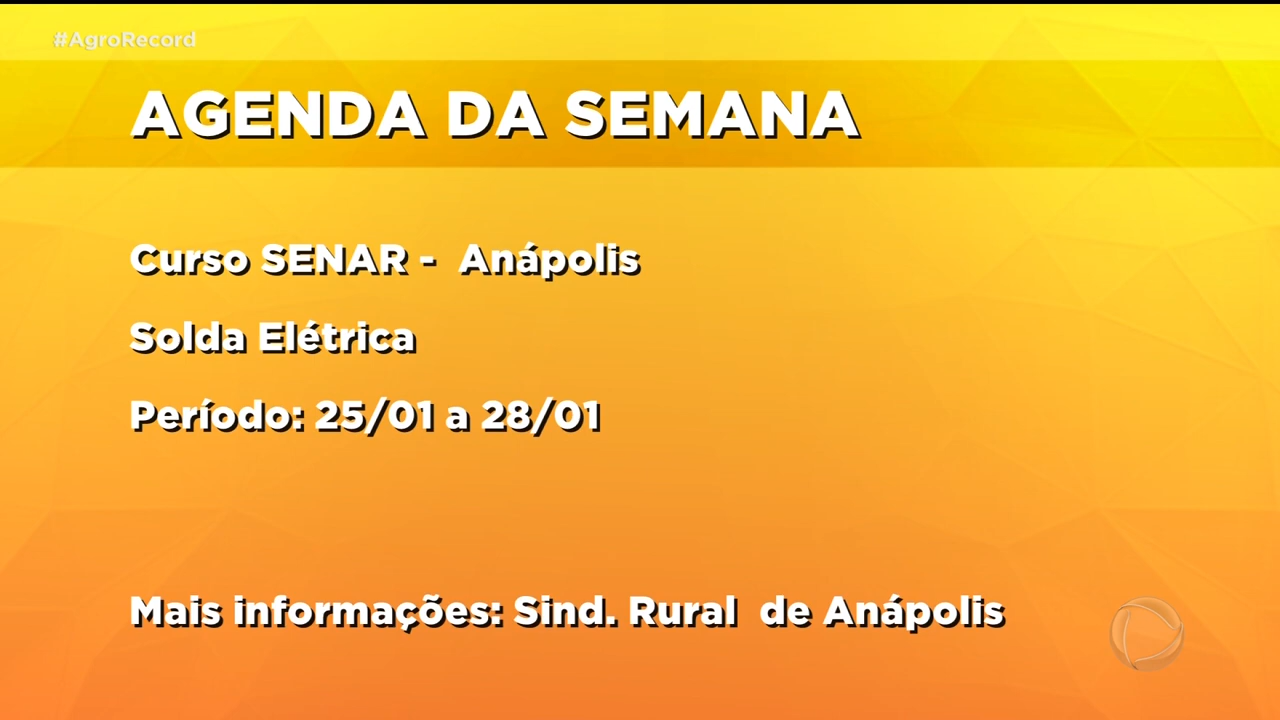 #AgroRecord
AGENDA DA SEMANA
Curso SENAR - Anápolis
Solda Elétrica
Período: 25/01 a 28/01
Mais informações: Sind. Rural de Anápolis